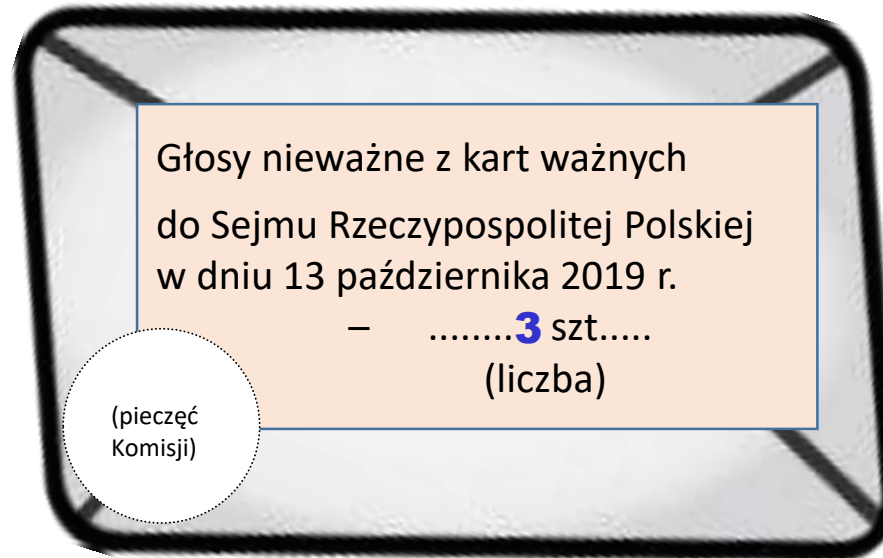 Głosy nieważne z kart ważnych
do Sejmu Rzeczypospolitej Polskiej
w dniu 13 października 2019 r.
– ........3 szt.....
(liczba)
(pieczęć
Komisji)